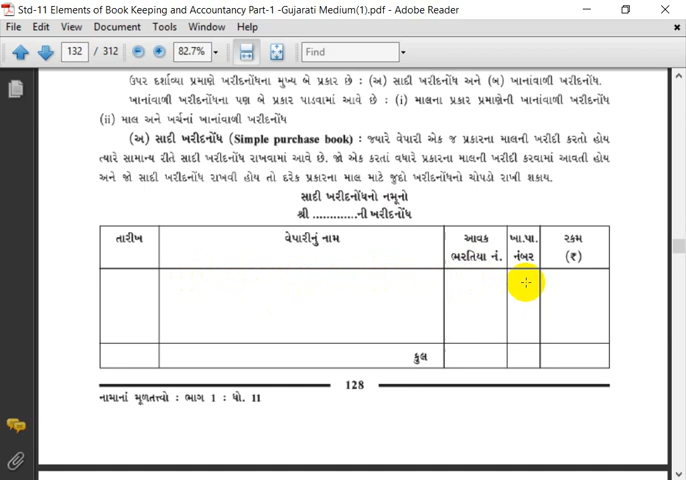 Std-11 Elements of Book Keeping and Accountancy Part-1 -Gujarati Medium(1).pdf - Adobe Reader
File Edit View Document Tools Window Help
132 / 312 82.7% Find
ઉપર દર્શાવ્યા પ્રમાણે ખરીદનોંધના મુખ્ય બે પ્રકાર છે : (અ) સાદી ખરીદનોંધ અને (બ) ખાનાંવાળી ખરીદનોંધ.
ખાનાંવાળી ખરીદનોંધના પણ બે પ્રકાર પાડવામાં આવે છે : (i) માલના પ્રકાર પ્રમાણેની ખાનાંવાળી ખરીદનોંધ
(ii) માલ અને ખર્ચનાં ખાનાંવાળી ખરીદનોંધ
(અ) સાદી ખરીદનોંધ (Simple purchase book) : જ્યારે વેપારી એક જ પ્રકારના માલની ખરીદી કરતો હોય
ત્યારે સામાન્ય રીતે સાદી ખરીદનોંધ રાખવામાં આવે છે. જો એક કરતાં વધારે પ્રકારના માલની ખરીદી કરવામાં આવતી હોય
અને જો સાદી ખરીદનોંધ રાખવી હોય તો દરેક પ્રકારના માલ માટે જુદો ખરીદનોંધનો ચોપડો રાખી શકાય.
સાદી ખરીદનોંધનો નમૂનો
શ્રી .............ની ખરીદનોંધ
તારીખ વેપારીનું નામ આવક ખા.પા. રકમ
ભરતિયા નં. નંબર (₹)
કુલ
128
નામાનાં મૂળતત્ત્વો : ભાગ 1 : ધો. 11